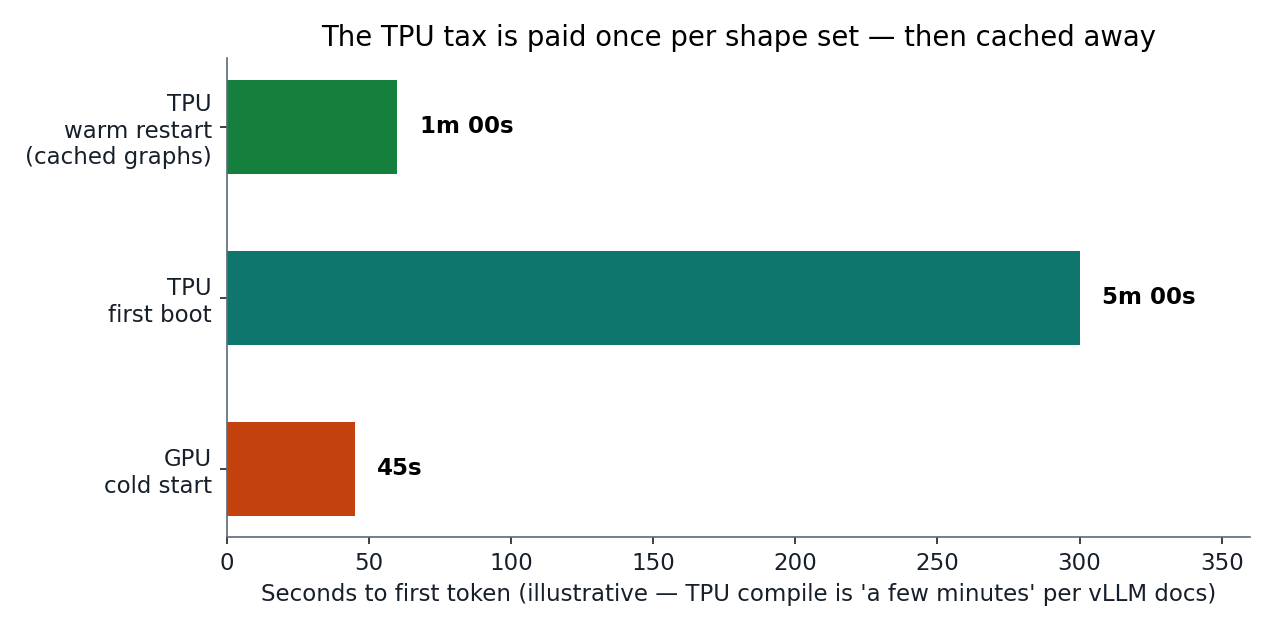 The TPU tax is paid once per shape set — then cached away
TPU
warm restart
(cached graphs)
1m 00s
TPU
first boot
5m 00s
GPU
cold start
45s
0 50 100 150 200 250 300 350
Seconds to first token (illustrative — TPU compile is 'a few minutes' per vLLM docs)